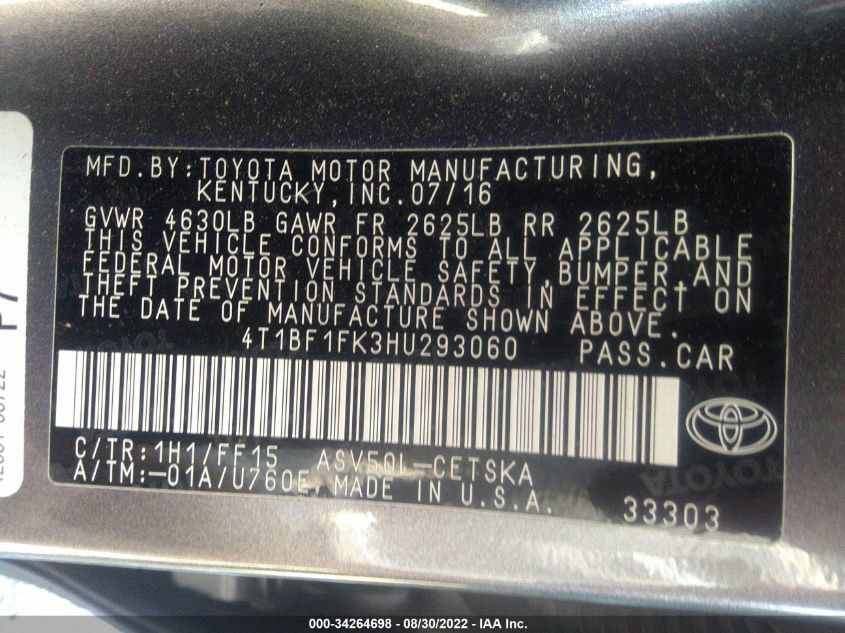 MFD.BY:TOYOTA MOTOR MANUFACTURING,
KENTUCKY,INC.07/16
GVWR 4630LB GAWR FR 2625LB RR 2625LB
THIS VEHICLE CONFORMS TO ALL APPLICABLE
FEDERAL MOTOR VEHICLE SAFETY,BUMPER,AND
THEFT PREVENTION STANDARDS IN EFFECT ON
THE DATE OF MANUFACTURE SHOWN ABOVE.
4T1BF1FK3HU293060 PASS.CAR
C/TR:1H1/FF15 ASV50L-CETSKA
A/TM:-01A/U760E MADE IN U.S.A.
33303
000-34264698 - 08/30/2022 - IAA Inc.